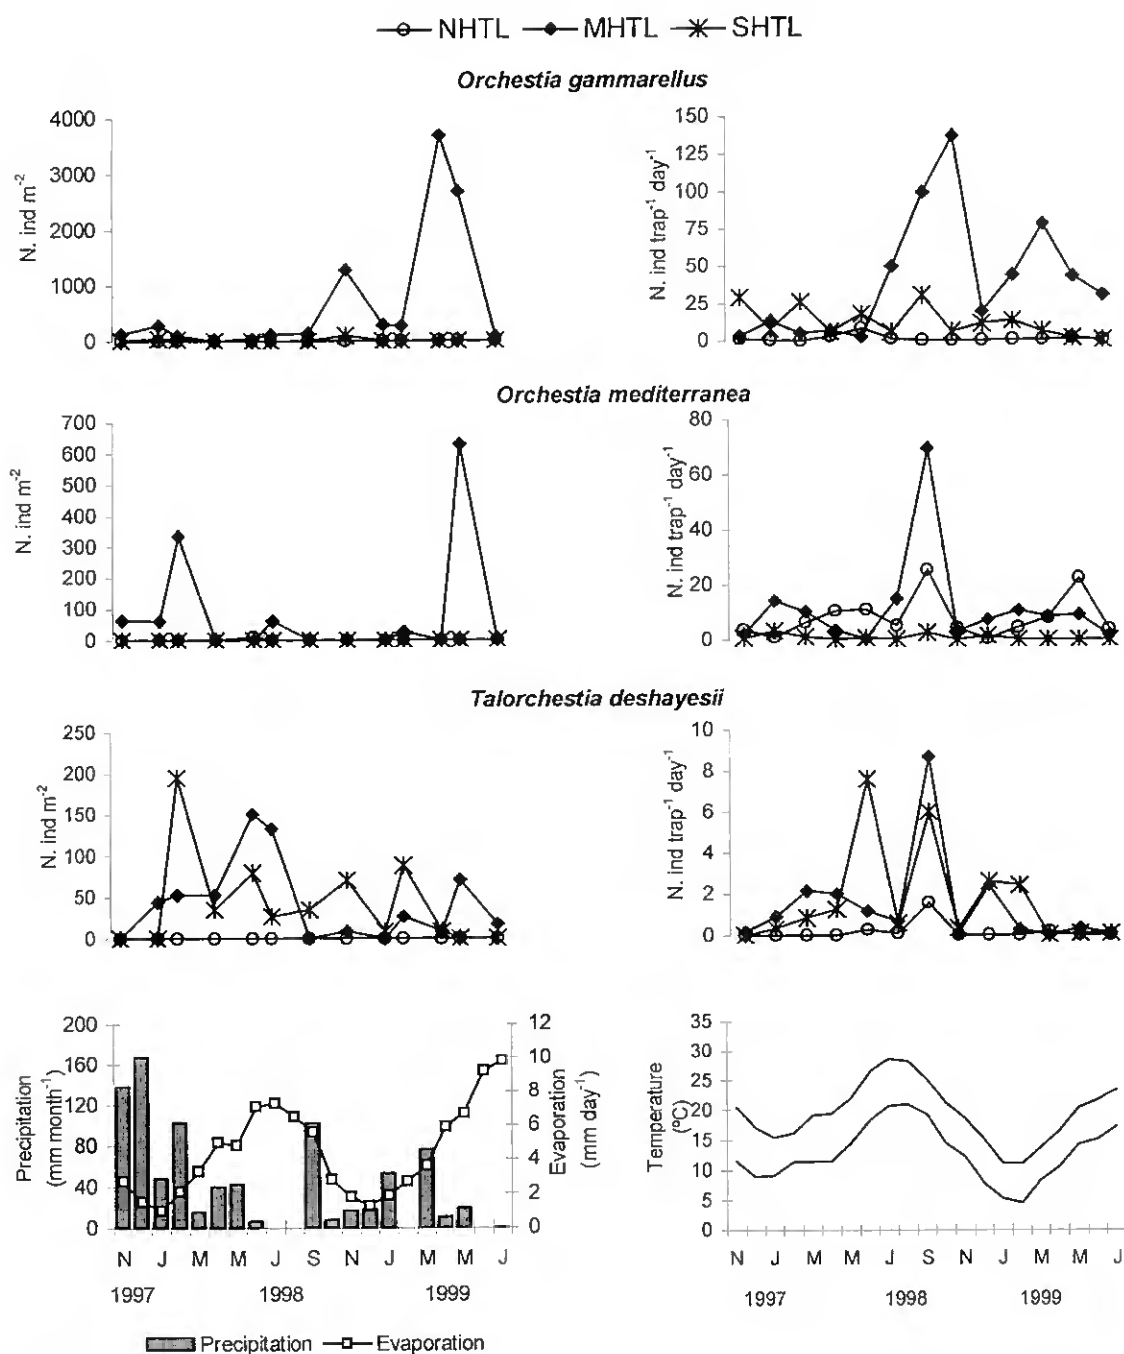 NHTL MHTL SHTL
Orchestia gammarellus
N. ind m-2
4000
3000
2000
1000
0
N. ind trap-1 day-1
150
125
100
75
50
25
0
Orchestia mediterranea
N. ind m-2
700
600
500
400
300
200
100
0
N. ind trap-1 day-1
80
60
40
20
0
Talorchestia deshayesii
N. ind m-2
250
200
150
100
50
0
N. ind trap-1 day-1
10
8
6
4
2
0
Precipitation
(mm month-1)
200
160
120
80
40
0
12
10
8
6
4
2
0
Evaporation
(mm day-1)
N J M M J S N J M M J
1997 1998 1999
Precipitation Evaporation
Temperature
(ºC)
35
30
25
20
15
10
5
0
N J M M J S N J M M J
1997 1998 1999